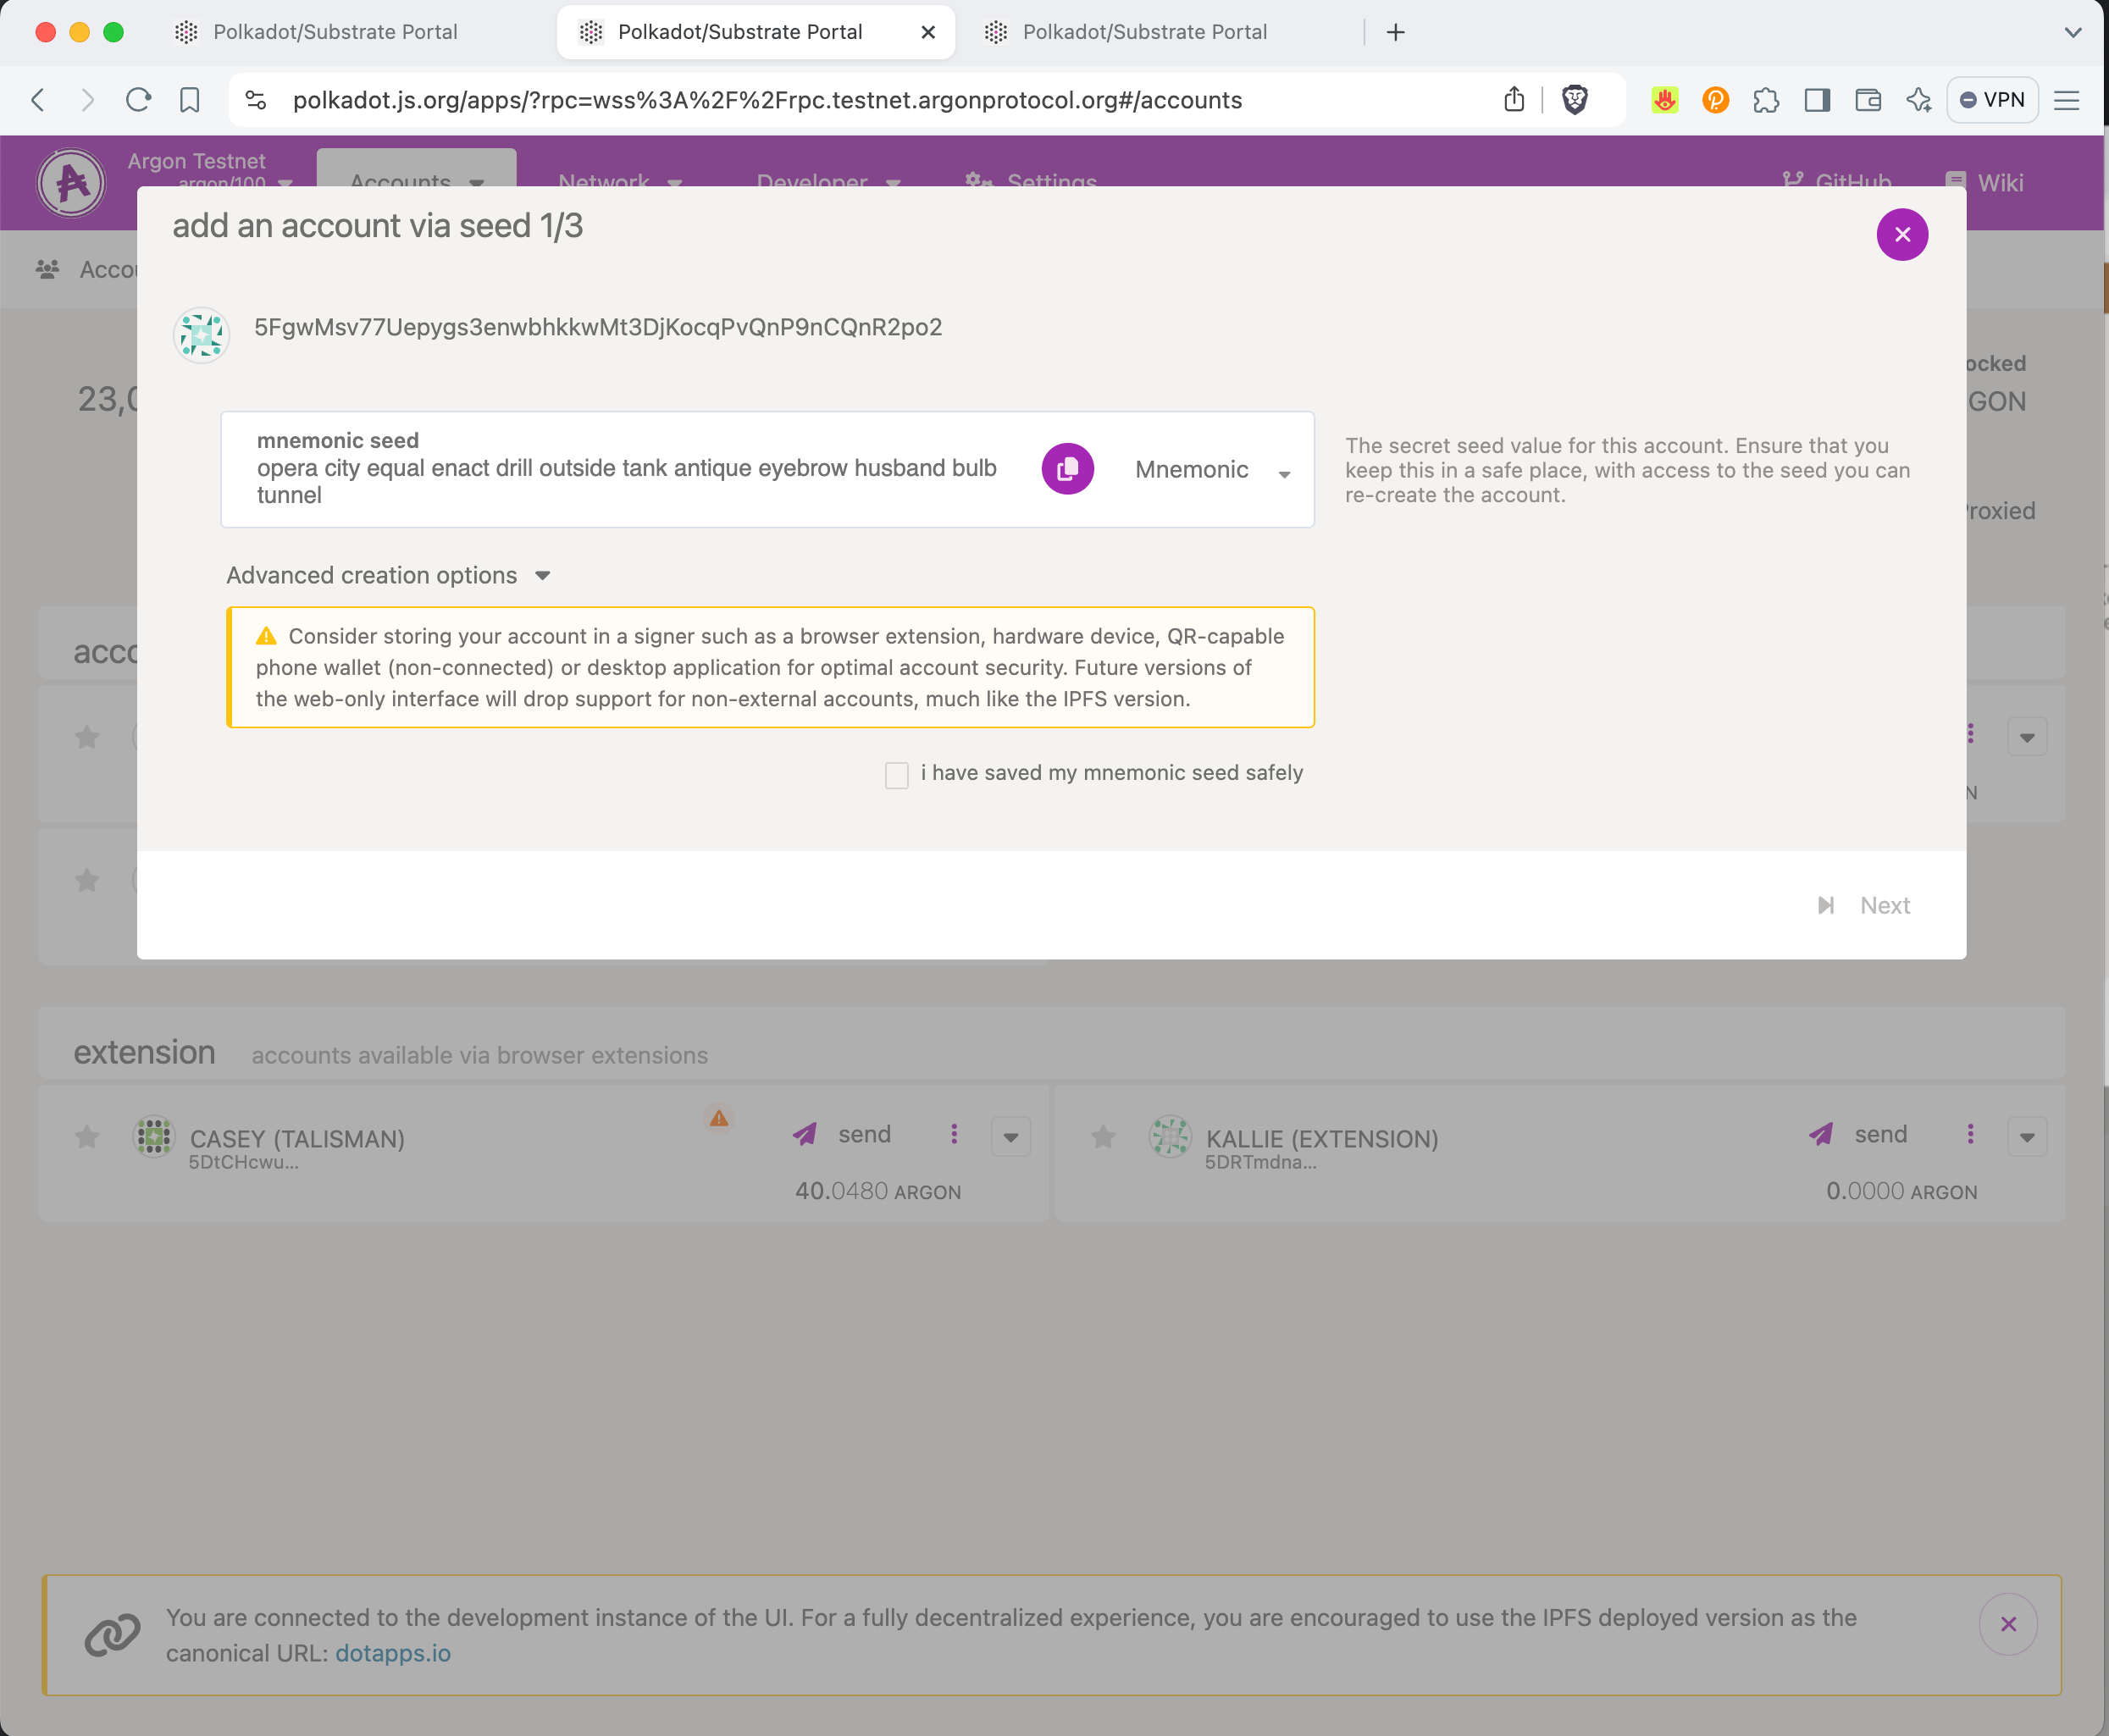 Polkadot/Substrate Portal
Polkadot/Substrate Portal
Polkadot/Substrate Portal
polkadot.js.org/apps/?rpc=wss%3A%2F%2Frpc.testnet.argonprotocol.org#/accounts
VPN
Argon Testnet
argon/100
Accounts
Network
Developer
Settings
GitHub
Wiki
add an account via seed 1/3
5FgwMsv77Uepygs3enwbhkkwMt3DjKocqPvQnP9nCQnR2po2
mnemonic seed
opera city equal enact drill outside tank antique eyebrow husband bulb
tunnel
Mnemonic
The secret seed value for this account. Ensure that you
keep this in a safe place, with access to the seed you can
re-create the account.
Advanced creation options
Consider storing your account in a signer such as a browser extension, hardware device, QR-capable
phone wallet (non-connected) or desktop application for optimal account security. Future versions of
the web-only interface will drop support for non-external accounts, much like the IPFS version.
i have saved my mnemonic seed safely
Next
extension
accounts available via browser extensions
CASEY (TALISMAN)
5DtCHcwu...
send
40.0480 ARGON
KALLIE (EXTENSION)
5DRTmdna...
send
0.0000 ARGON
You are connected to the development instance of the UI. For a fully decentralized experience, you are encouraged to use the IPFS deployed version as the
canonical URL: dotapps.io